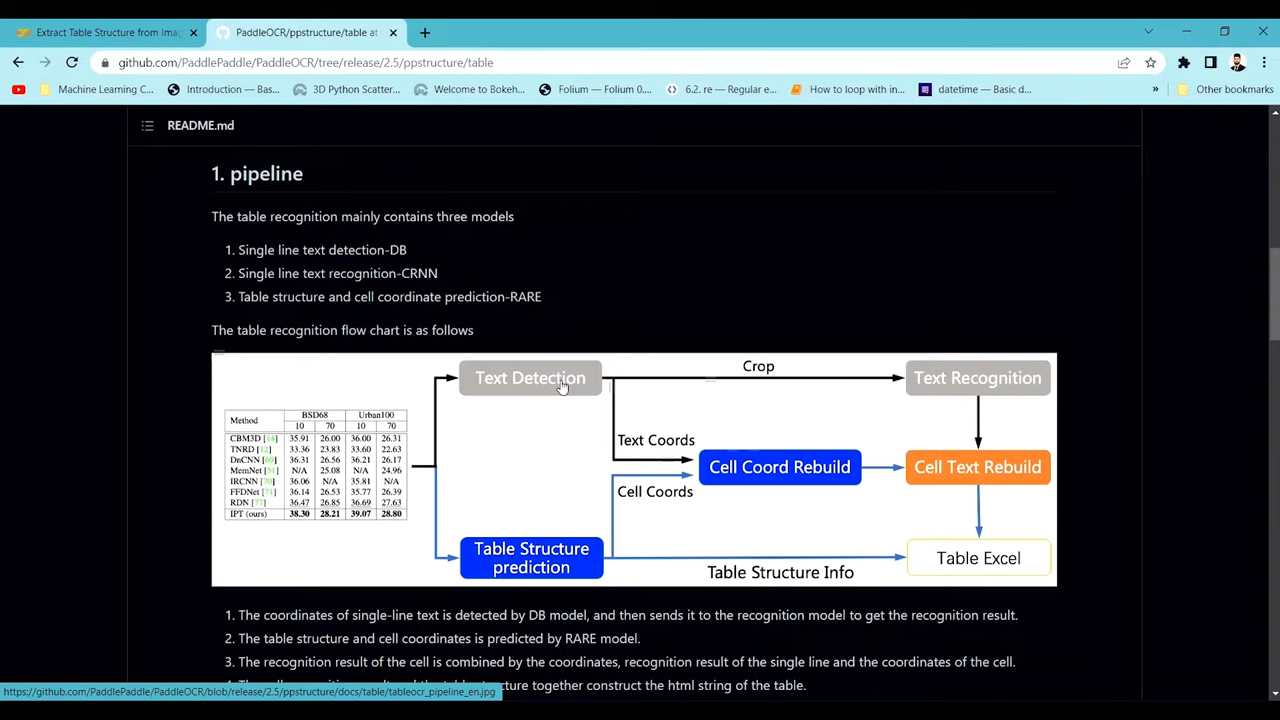 Extract Table Structure from Imag
PaddleOCR/ppstructure/table at
github.com/PaddlePaddle/PaddleOCR/tree/release/2.5/ppstructure/table
Machine Learning C...
Introduction — Bas...
3D Python Scatter...
Welcome to Bokeh...
Folium — Folium 0....
6.2. re — Regular e...
How to loop with in...
datetime — Basic d...
»
Other bookmarks
README.md
1. pipeline
The table recognition mainly contains three models
1. Single line text detection-DB
2. Single line text recognition-CRNN
3. Table structure and cell coordinate prediction-RARE
The table recognition flow chart is as follows
Text Detection
Crop
Text Recognition
Method BSD68 Urban100
10 70 10 70
CBM3D [14] 35.91 26.00 36.00 26.31
TNRD [12] 33.36 23.83 33.60 22.63
DnCNN [69] 36.31 26.56 36.21 26.17
MemNet [51] N/A 25.08 N/A 24.96
IRCNN [70] 36.06 N/A 35.81 N/A
FFDNet [71] 36.14 26.53 35.77 26.39
RDN [77] 36.47 26.85 36.69 27.63
IPT (ours) 38.30 28.21 39.07 28.80
Text Coords
Cell Coord Rebuild
Cell Text Rebuild
Cell Coords
Table Structure
prediction
Table Structure Info
Table Excel
1. The coordinates of single-line text is detected by DB model, and then sends it to the recognition model to get the recognition result.
2. The table structure and cell coordinates is predicted by RARE model.
3. The recognition result of the cell is combined by the coordinates, recognition result of the single line and the coordinates of the cell.
together construct the html string of the table.
https://github.com/PaddlePaddle/PaddleOCR/blob/release/2.5/ppstructure/docs/table/tableocr_pipeline_en.jpg